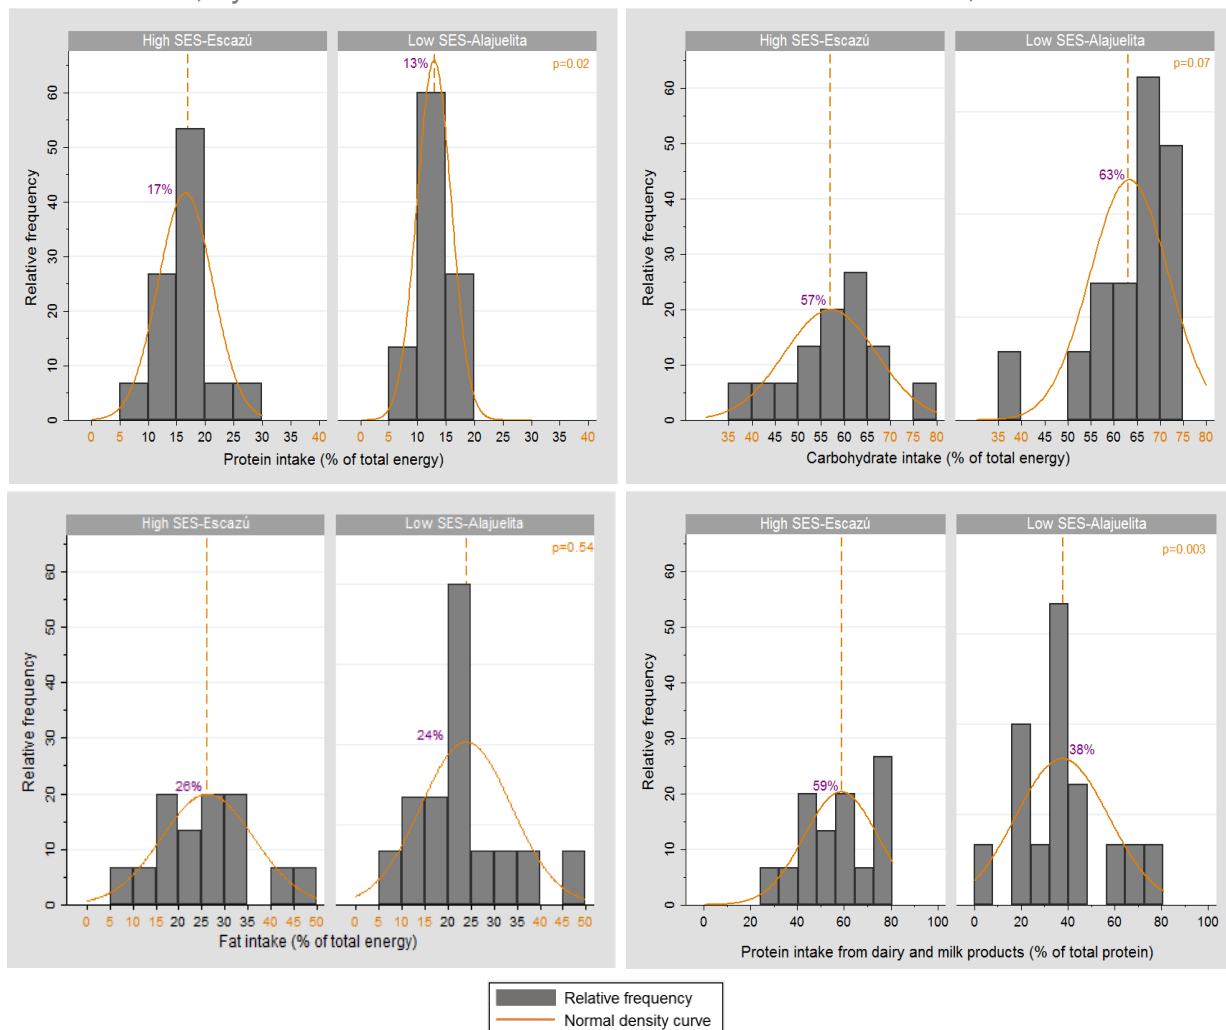 High SES-Escazú
Low SES-Alajuelita
13%
p=0.02
17%
Relative frequency
0 10 20 30 40 50 60
0 5 10 15 20 25 30 35 40
0 5 10 15 20 25 30 35 40
Protein intake (% of total energy)
High SES-Escazú
Low SES-Alajuelita
p=0.07
63%
57%
Relative frequency
0 10 20 30 40 50 60
35 40 45 50 55 60 65 70 75 80
35 40 45 50 55 60 65 70 75 80
Carbohydrate intake (% of total energy)
High SES-Escazú
Low SES-Alajuelita
p=0.54
24%
26%
Relative frequency
0 10 20 30 40 50 60
0 5 10 15 20 25 30 35 40 45 50
0 5 10 15 20 25 30 35 40 45 50
Fat intake (% of total energy)
High SES-Escazú
Low SES-Alajuelita
p=0.003
38%
59%
Relative frequency
0 10 20 30 40 50 60
0 20 40 60 80 100
0 20 40 60 80 100
Protein intake from dairy and milk products (% of total protein)
Relative frequency
Normal density curve